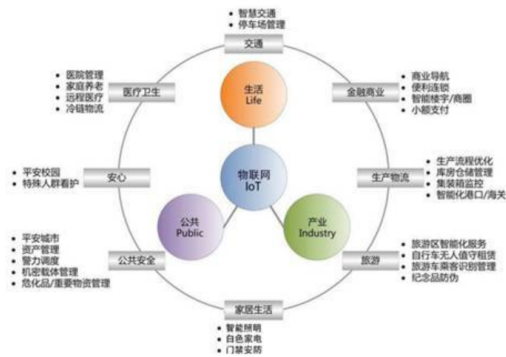 • 智慧交通
• 停车场管理
交通
• 医院管理
• 家庭养老
• 远程医疗
• 冷链物流
医疗卫生
生活
Life
金融商业
• 商业导航
• 便利连锁
• 智能楼宇/商圈
• 小额支付
• 平安校园
• 特殊人群看护
安心
物联网
IoT
生产物流
• 生产流程优化
• 库房仓储管理
• 集装箱监控
• 智能化港口/海关
公共
Public
产业
Industry
• 平安城市
• 资产管理
• 警力调度
• 机密载体管理
• 危化品/重要物资管理
公共安全
旅游
• 旅游区智能化服务
• 自行车无人值守租赁
• 旅游车乘客识别管理
• 纪念品防伪
家居生活
• 智能照明
• 白色家电
• 门禁安防